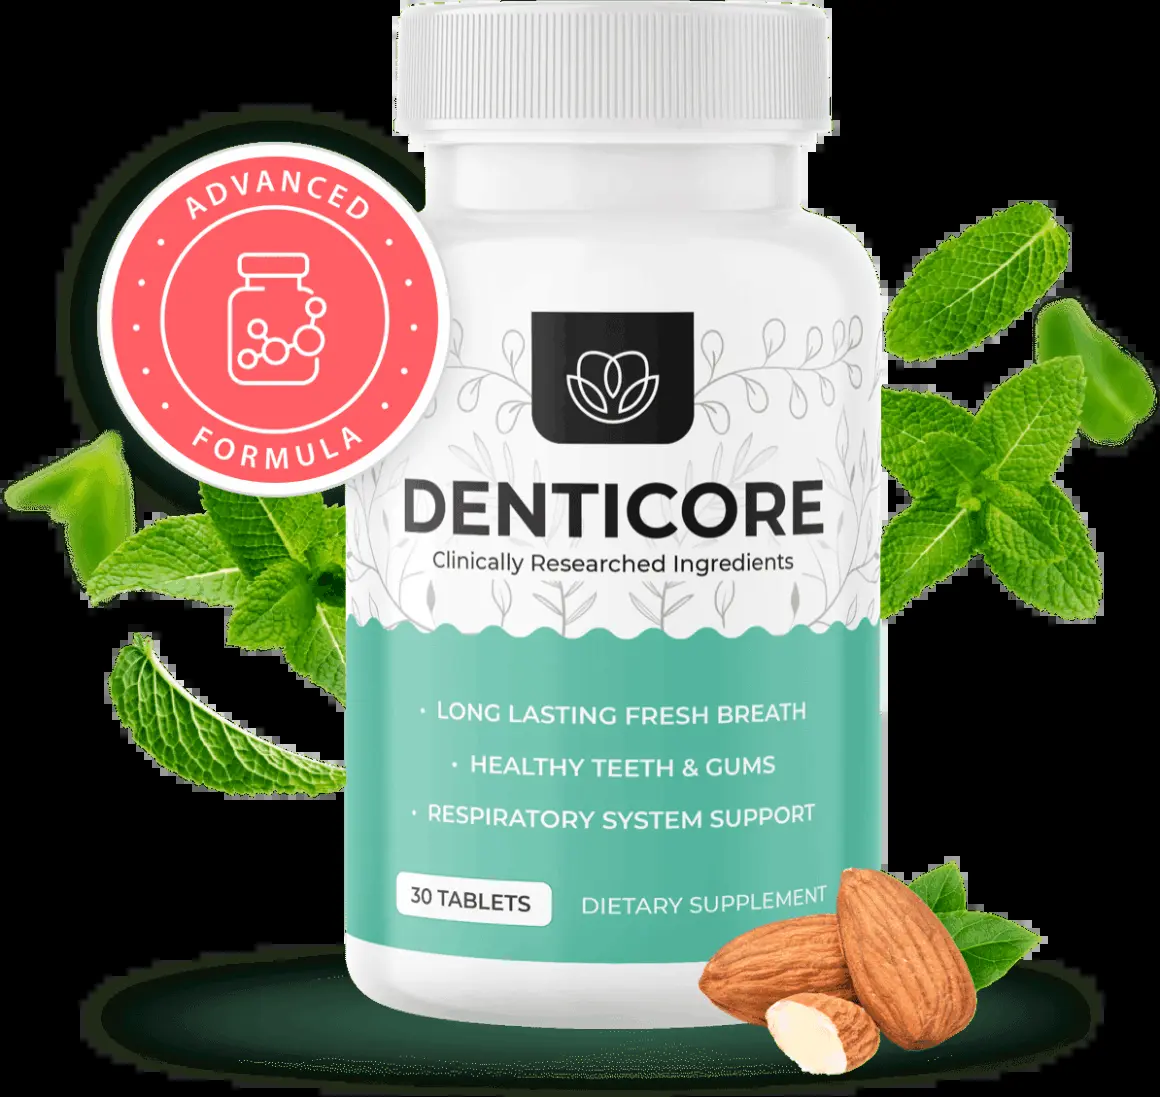 ADVANCED
FORMULA
DENTICORE
Clinically Researched Ingredients
• LONG LASTING FRESH BREATH
• HEALTHY TEETH & GUMS
• RESPIRATORY SYSTEM SUPPORT
30 TABLETS
DIETARY SUPPLEMENT